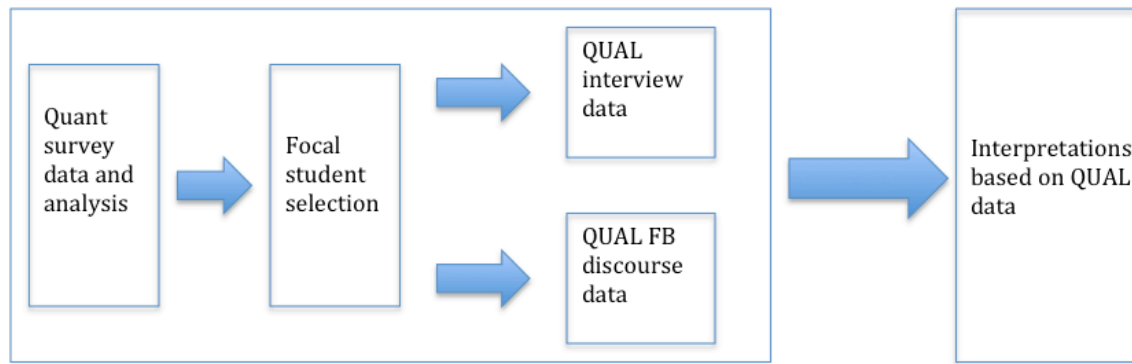 Quant
survey
data and
analysis
Focal
student
selection
QUAL
interview
data
QUAL FB
discourse
data
Interpretations
based on QUAL
data